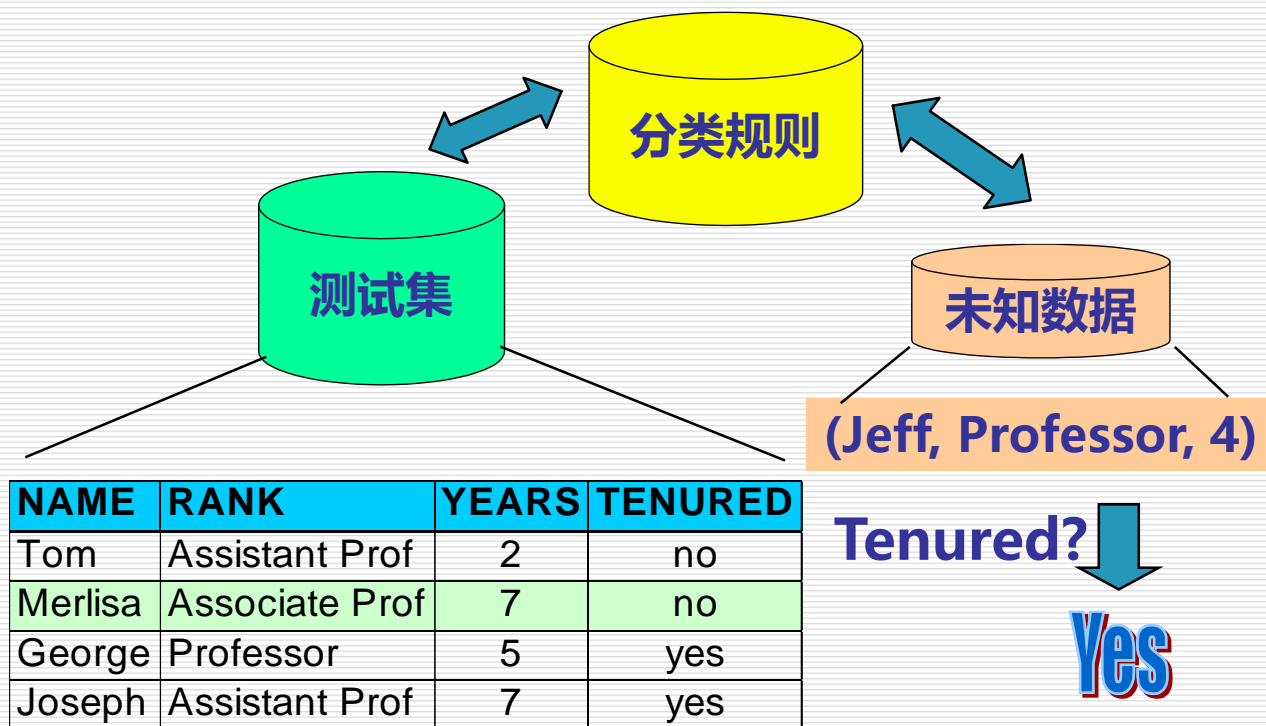 分类规则
测试集
未知数据
(Jeff, Professor, 4)
NAME RANK YEARS TENURED
Tom Assistant Prof 2 no
Merlisa Associate Prof 7 no
George Professor 5 yes
Joseph Assistant Prof 7 yes
Tenured?
Yes